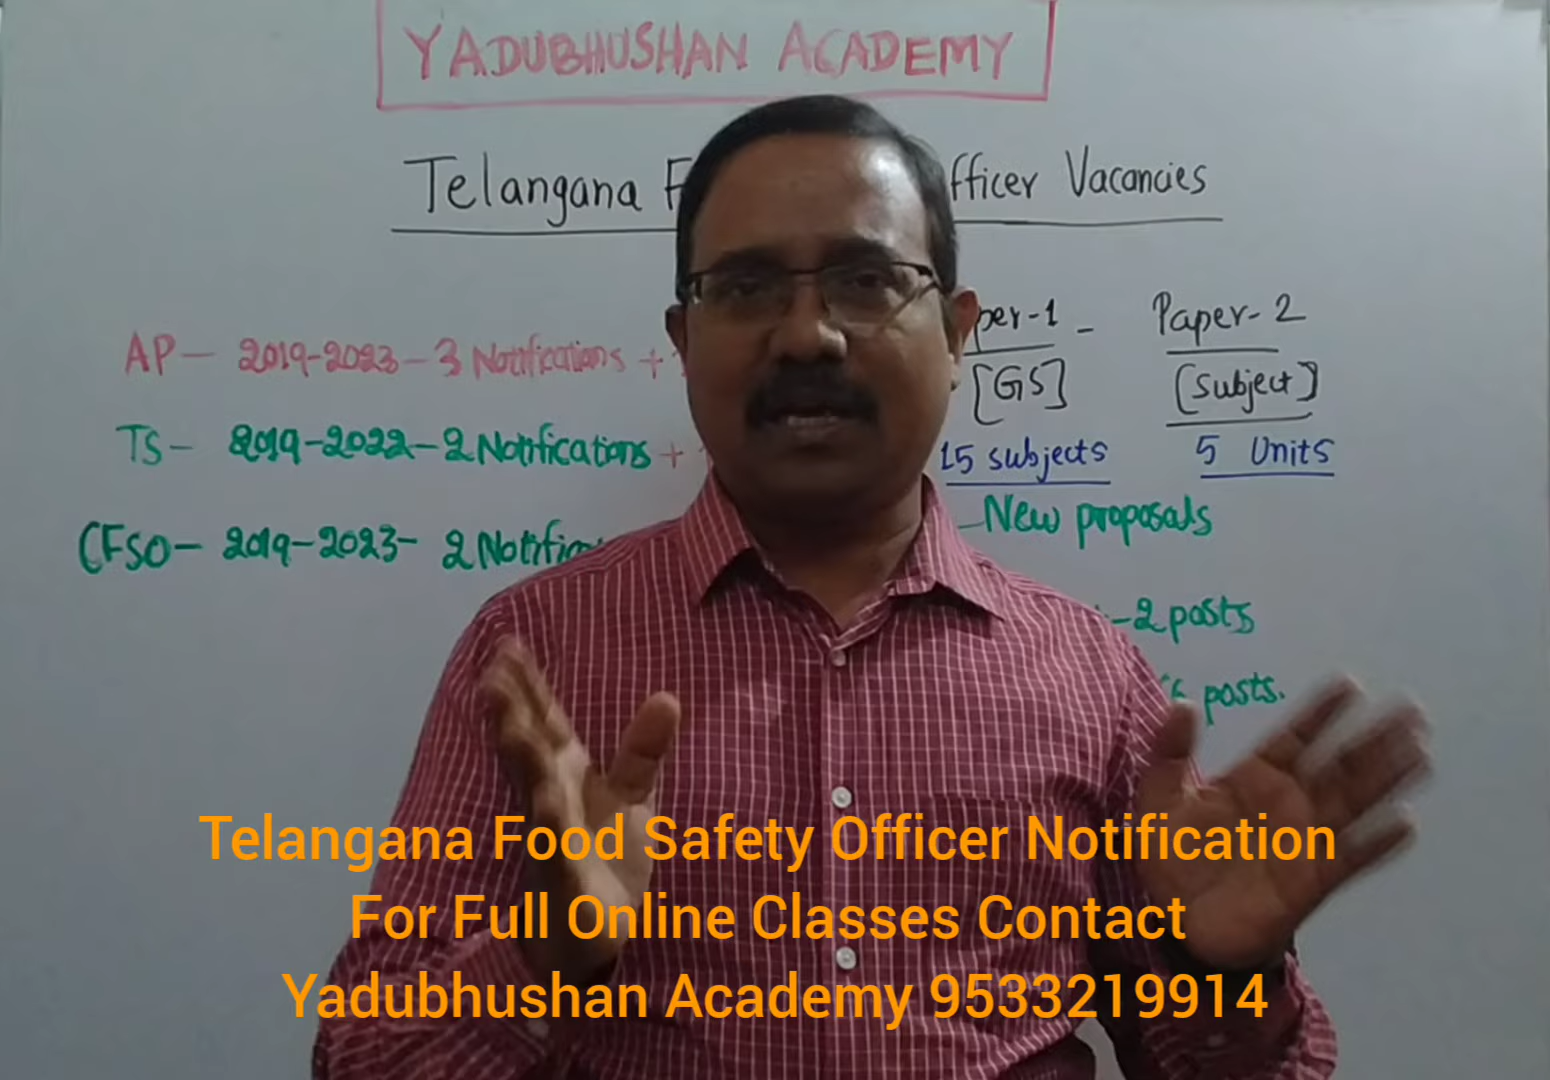 YADUBHUSHAN ACADEMY
Telangana F fficer Vacancies
per-1 - Paper-2
AP- 2019-2023-3 Notifications +
[GS] [Subject]
TS- 2019-2022-2 Notifications +
15 subjects 5 Units
-New proposals
CFSO- 2019-2023- 2 Notific
-2 posts
6 posts.
Telangana Food Safety Officer Notification
For Full Online Classes Contact
Yadubhushan Academy 9533219914